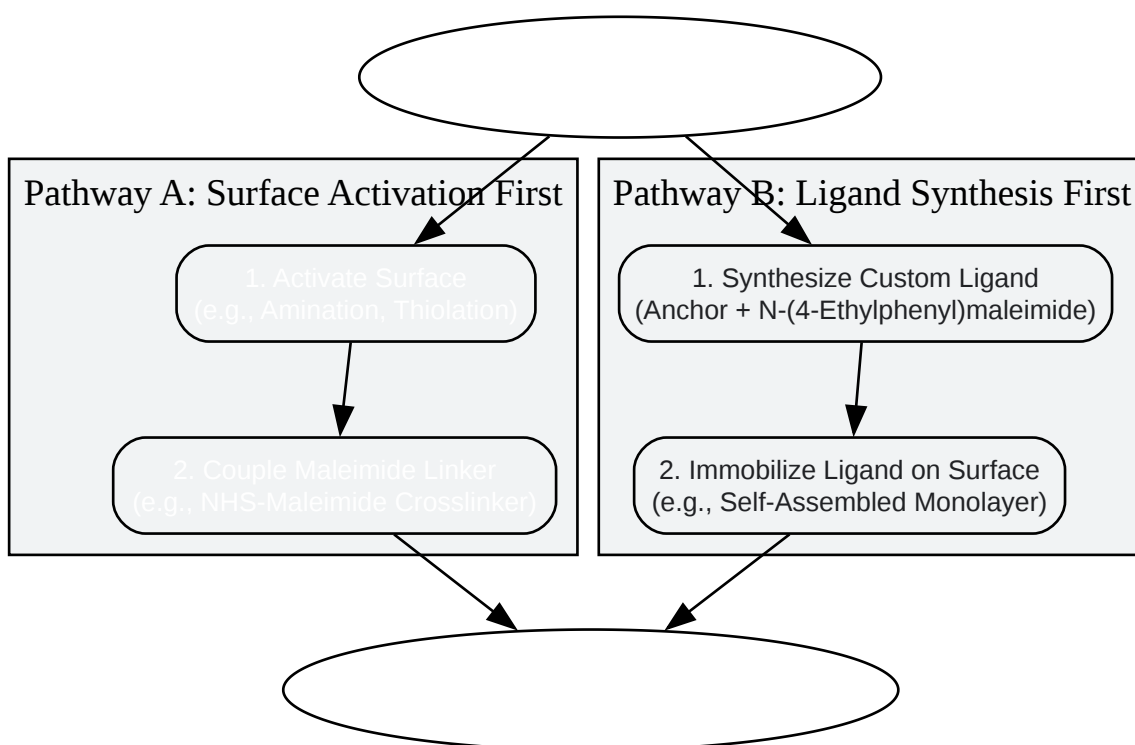 Pathway A: Surface Activation First
1. Activate Surface
(e.g., Amination, Thiolation)
2. Couple Maleimide Linker
(e.g., NHS-Maleimide Crosslinker)
Pathway B: Ligand Synthesis First
1. Synthesize Custom Ligand
(Anchor + N-(4-Ethylphenyl)maleimide)
2. Immobilize Ligand on Surface
(e.g., Self-Assembled Monolayer)